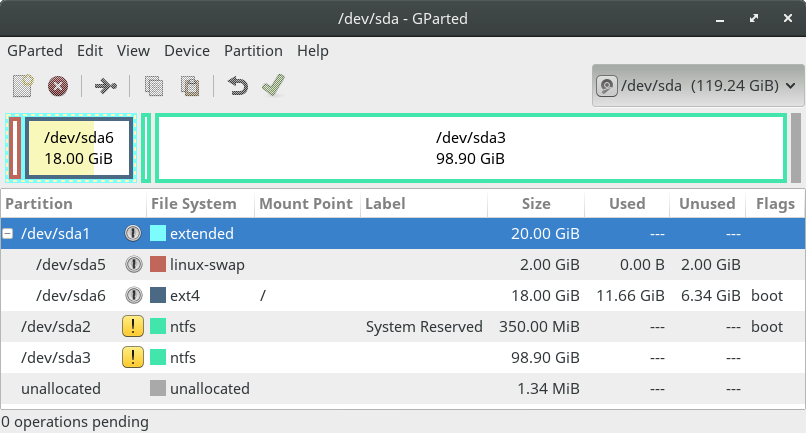 /dev/sda - GParted
GParted Edit View Device Partition Help
/dev/sda (119.24 GiB)
/dev/sda6
18.00 GiB
/dev/sda3
98.90 GiB
Partition File System Mount Point Label Size Used Unused Flags
/dev/sda1 extended 20.00 GiB --- ---
/dev/sda5 linux-swap 2.00 GiB 0.00 B 2.00 GiB
/dev/sda6 ext4 / 18.00 GiB 11.66 GiB 6.34 GiB boot
/dev/sda2 ntfs System Reserved 350.00 MiB --- --- boot
/dev/sda3 ntfs 98.90 GiB --- ---
unallocated unallocated 1.34 MiB --- ---
0 operations pending